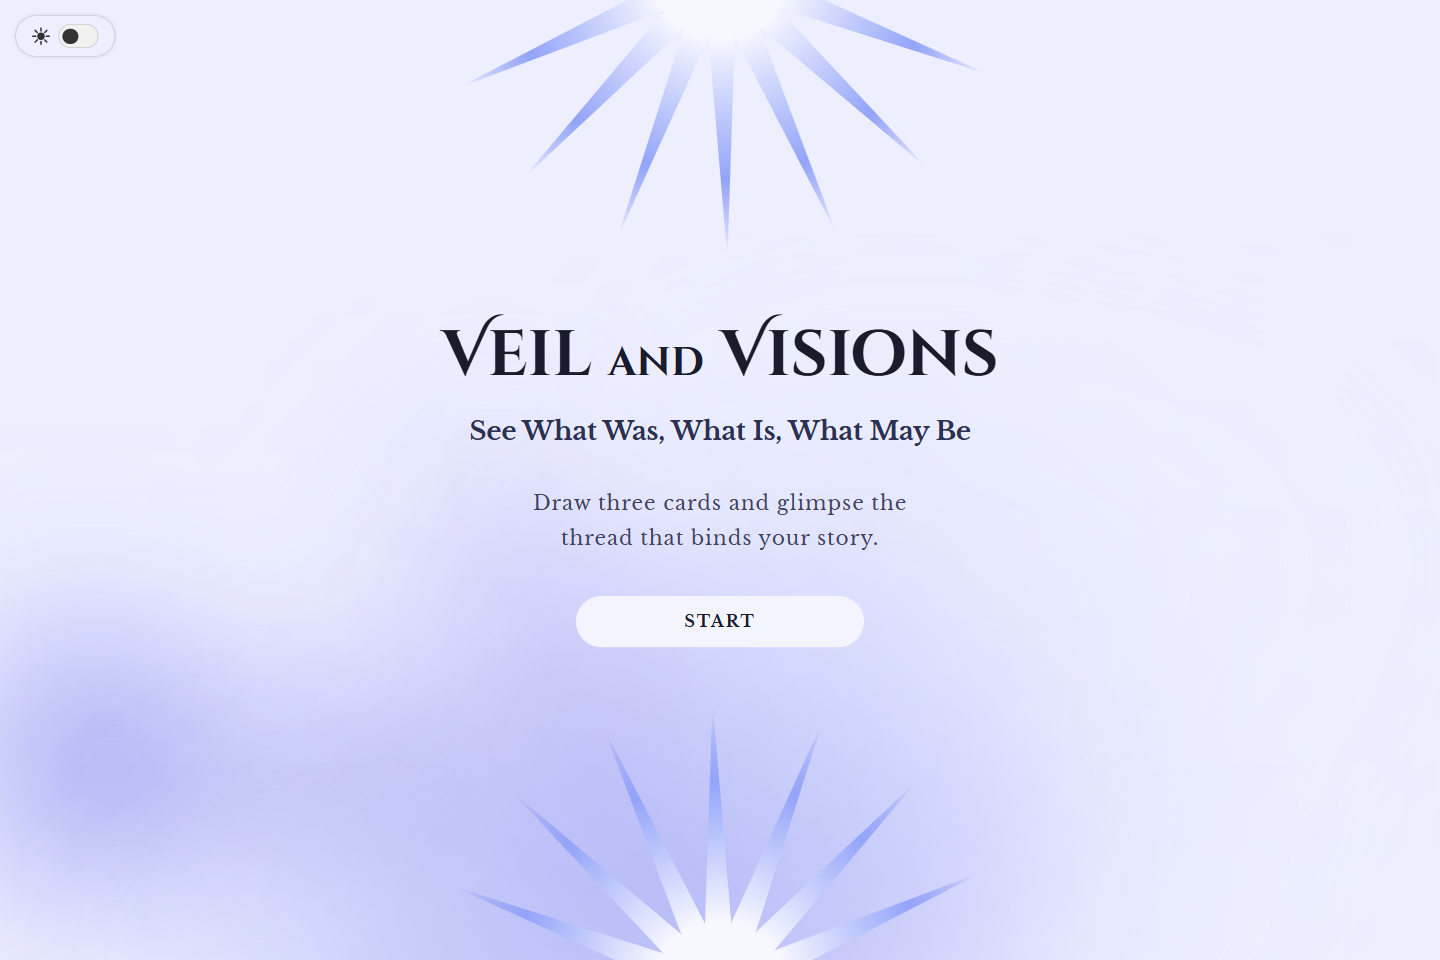 VEIL AND VISIONS
See What Was, What Is, What May Be
Draw three cards and glimpse the
thread that binds your story.
START